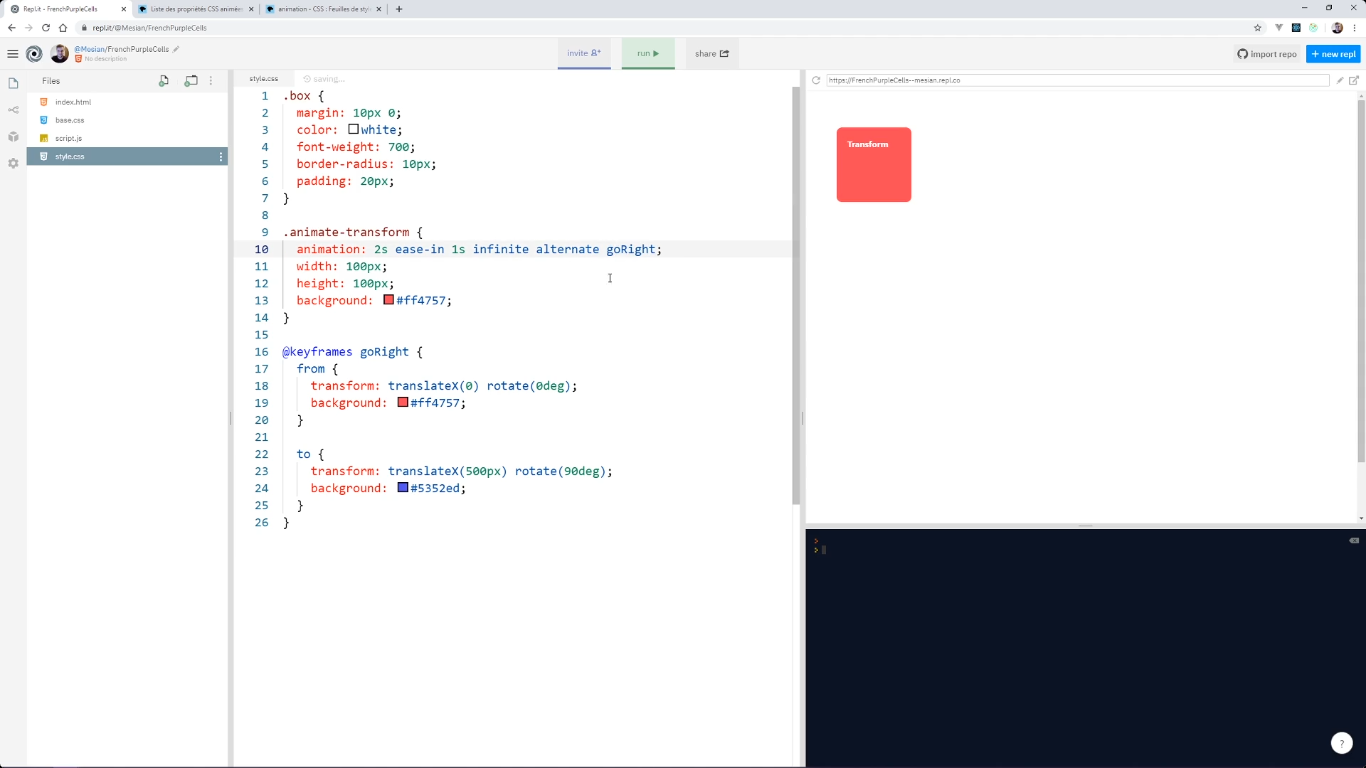 Repl.it - FrenchPurpleCells
Liste des propriétés CSS animées
animation - CSS : Feuilles de style
repl.it/@Mesian/FrenchPurpleCells
@Mesian/FrenchPurpleCells
No description
invite
run
share
Import repo
+ new repl
Files
index.html
base.css
script.js
style.css
style.css
saving...
https://FrenchPurpleCells--mesian.repl.co
1 .box {
2 margin: 10px 0;
3 color: white;
4 font-weight: 700;
5 border-radius: 10px;
6 padding: 20px;
7 }
8
9 .animate-transform {
10 animation: 2s ease-in 1s infinite alternate goRight;
11 width: 100px;
12 height: 100px;
13 background: #ff4757;
14 }
15
16 @keyframes goRight {
17 from {
18 transform: translateX(0) rotate(0deg);
19 background: #ff4757;
20 }
21
22 to {
23 transform: translateX(500px) rotate(90deg);
24 background: #5352ed;
25 }
26 }
Transform
>
>
?